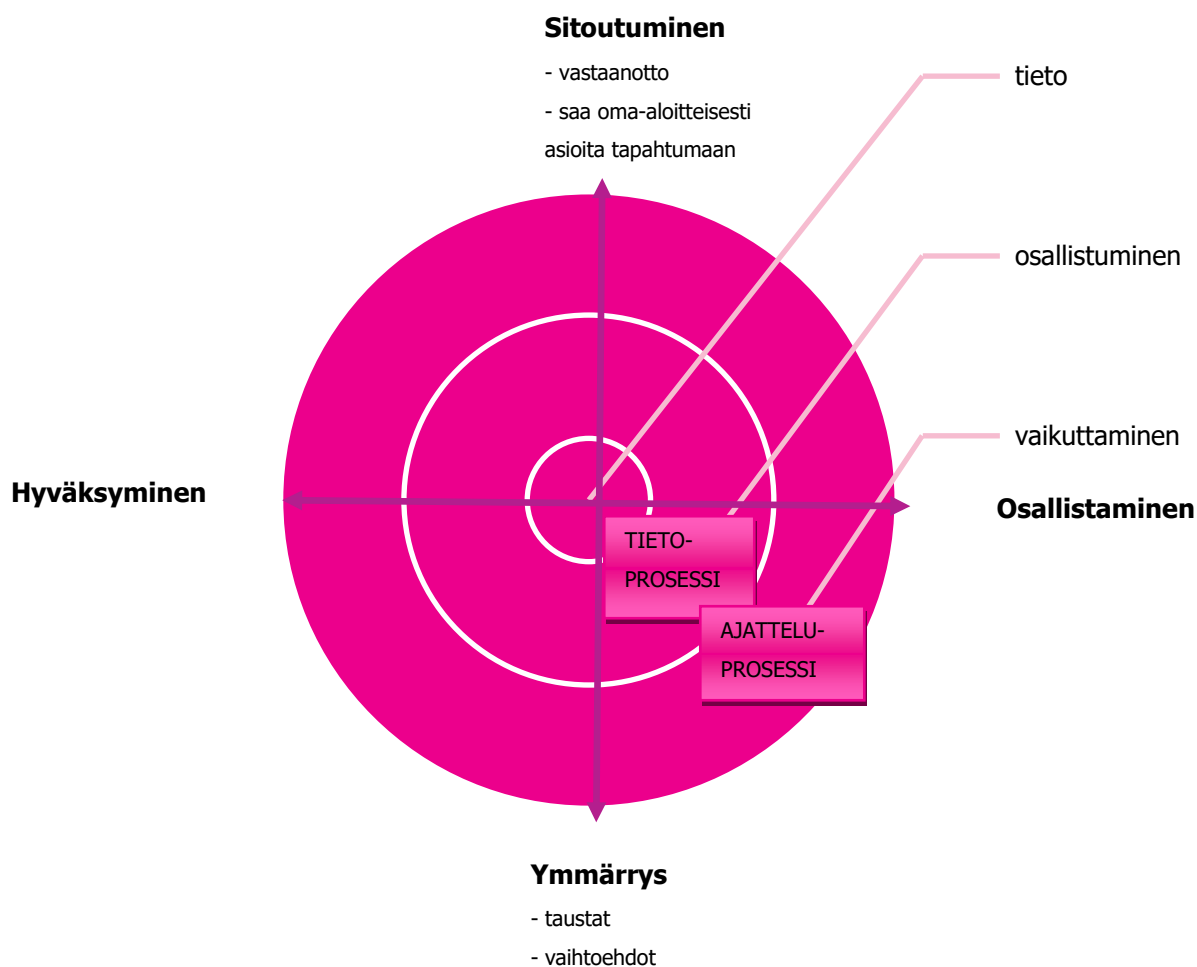 Sitoutuminen
- vastaanotto
- saa oma-aloitteisesti
asioita tapahtumaan
tieto
osallistuminen
vaikuttaminen
Hyväksyminen
Osallistaminen
TIETO-
PROSESSI
AJATTELU-
PROSESSI
Ymmärrys
- taustat
- vaihtoehdot